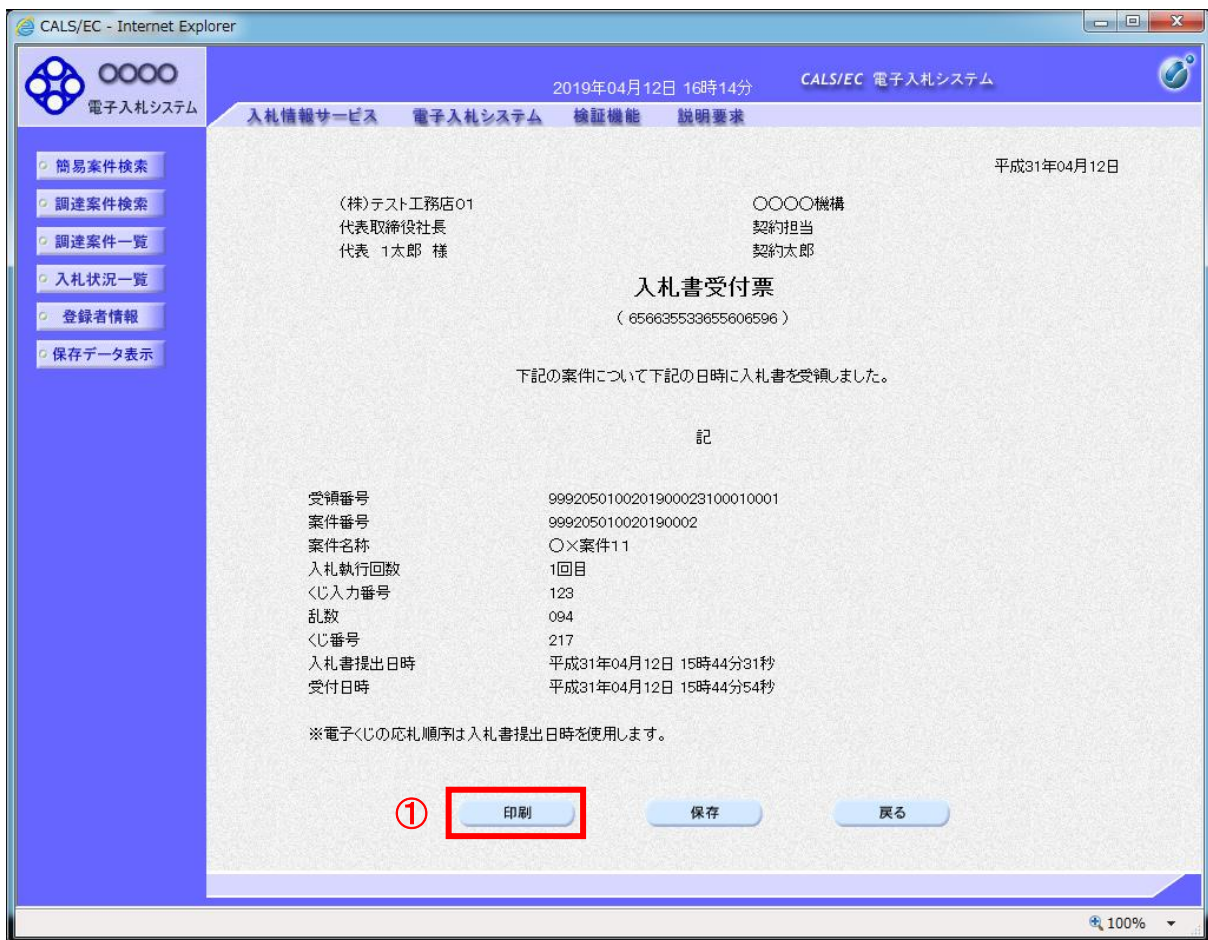 CALS/EC - Internet Explorer
○○○○
電子入札システム
2019年04月12日 16時14分
CALS/EC 電子入札システム
入札情報サービス 電子入札システム 検証機能 説明要求
簡易案件検索
調達案件検索
調達案件一覧
入札状況一覧
登録者情報
保存データ表示
平成31年04月12日
(株)テスト工務店01 ○○○○機構
代表取締役社長 契約担当
代表 1太郎 様 契約太郎
入札書受付票
( 656635533655606596 )
下記の案件について下記の日時に入札書を受領しました。
記
受領番号 99920501002019000023100010001
案件番号 999205010020190002
案件名称 ○×案件11
入札執行回数 1回目
くじ入力番号 123
乱数 094
くじ番号 217
入札書提出日時 平成31年04月12日 15時44分31秒
受付日時 平成31年04月12日 15時44分54秒
※電子くじの応札順序は入札書提出日時を使用します。
① 印刷 保存 戻る
100%